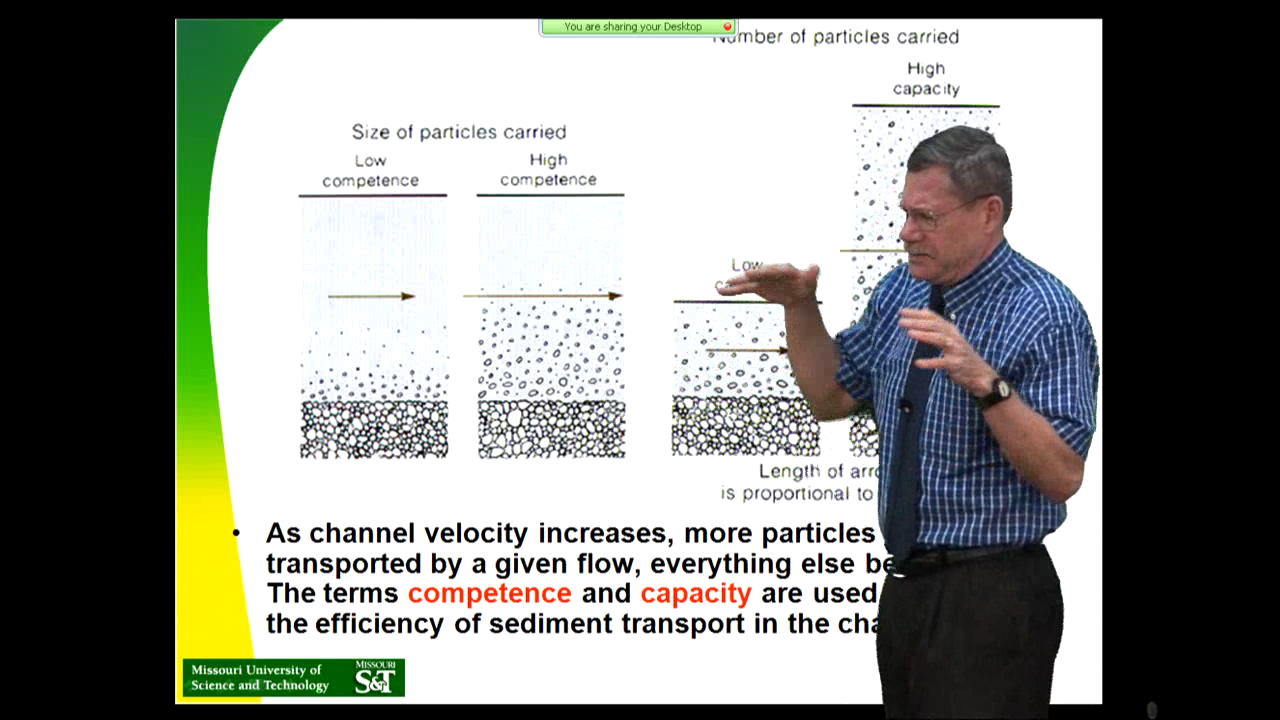 You are sharing your Desktop
Number of particles carried
High
capacity
Size of particles carried
Low
competence
High
competence
Low
Length of
is proportional to
• As channel velocity increases, more particles
transported by a given flow, everything else
The terms competence and capacity are used
the efficiency of sediment transport in the
Missouri University of
Science and Technology
MISSOURI
S&T